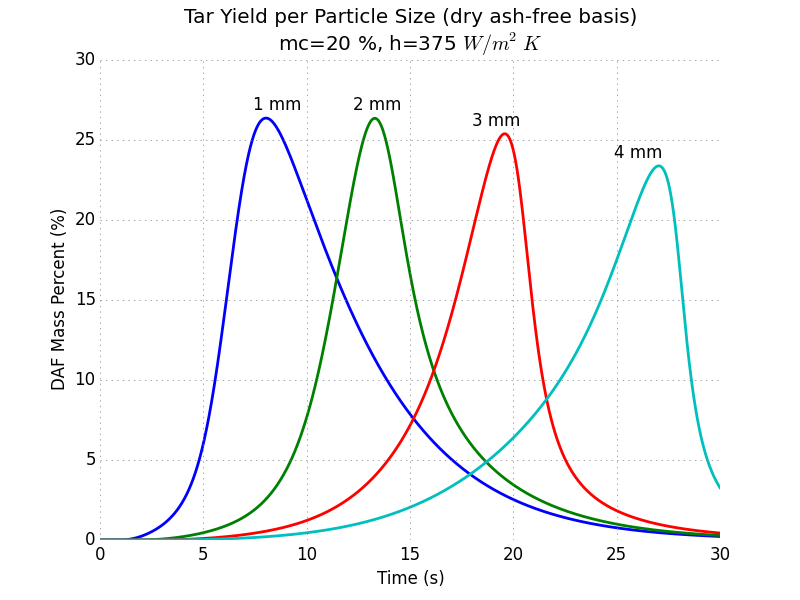 Tar Yield per Particle Size (dry ash-free basis)
mc=20 %, h=375 W/m² K
30
1 mm
2 mm
3 mm
25
4 mm
20
15
10
5
0
DAF Mass Percent (%)
0 5 10 15 20 25 30
Time (s)